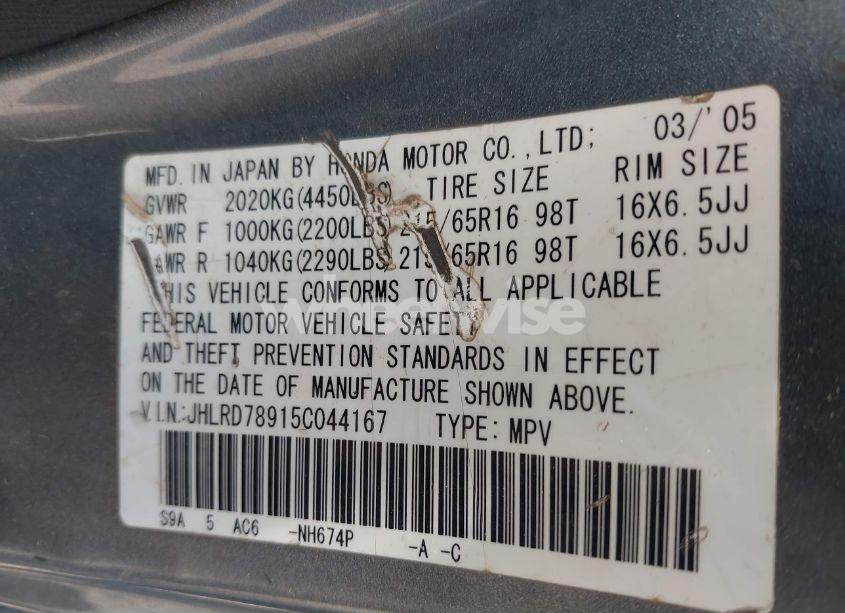 MFD. IN JAPAN BY HONDA MOTOR CO., LTD; 03/'05
GVWR 2020KG(4450LBS) TIRE SIZE RIM SIZE
GAWR F 1000KG(2200LBS) 215/65R16 98T 16X6.5JJ
GAWR R 1040KG(2290LBS) 215/65R16 98T 16X6.5JJ
THIS VEHICLE CONFORMS TO ALL APPLICABLE
FEDERAL MOTOR VEHICLE SAFETY
AND THEFT PREVENTION STANDARDS IN EFFECT
ON THE DATE OF MANUFACTURE SHOWN ABOVE.
V.I.N.:JHLRD78915C044167 TYPE: MPV
S9A 5 AC6 -NH674P -A -C